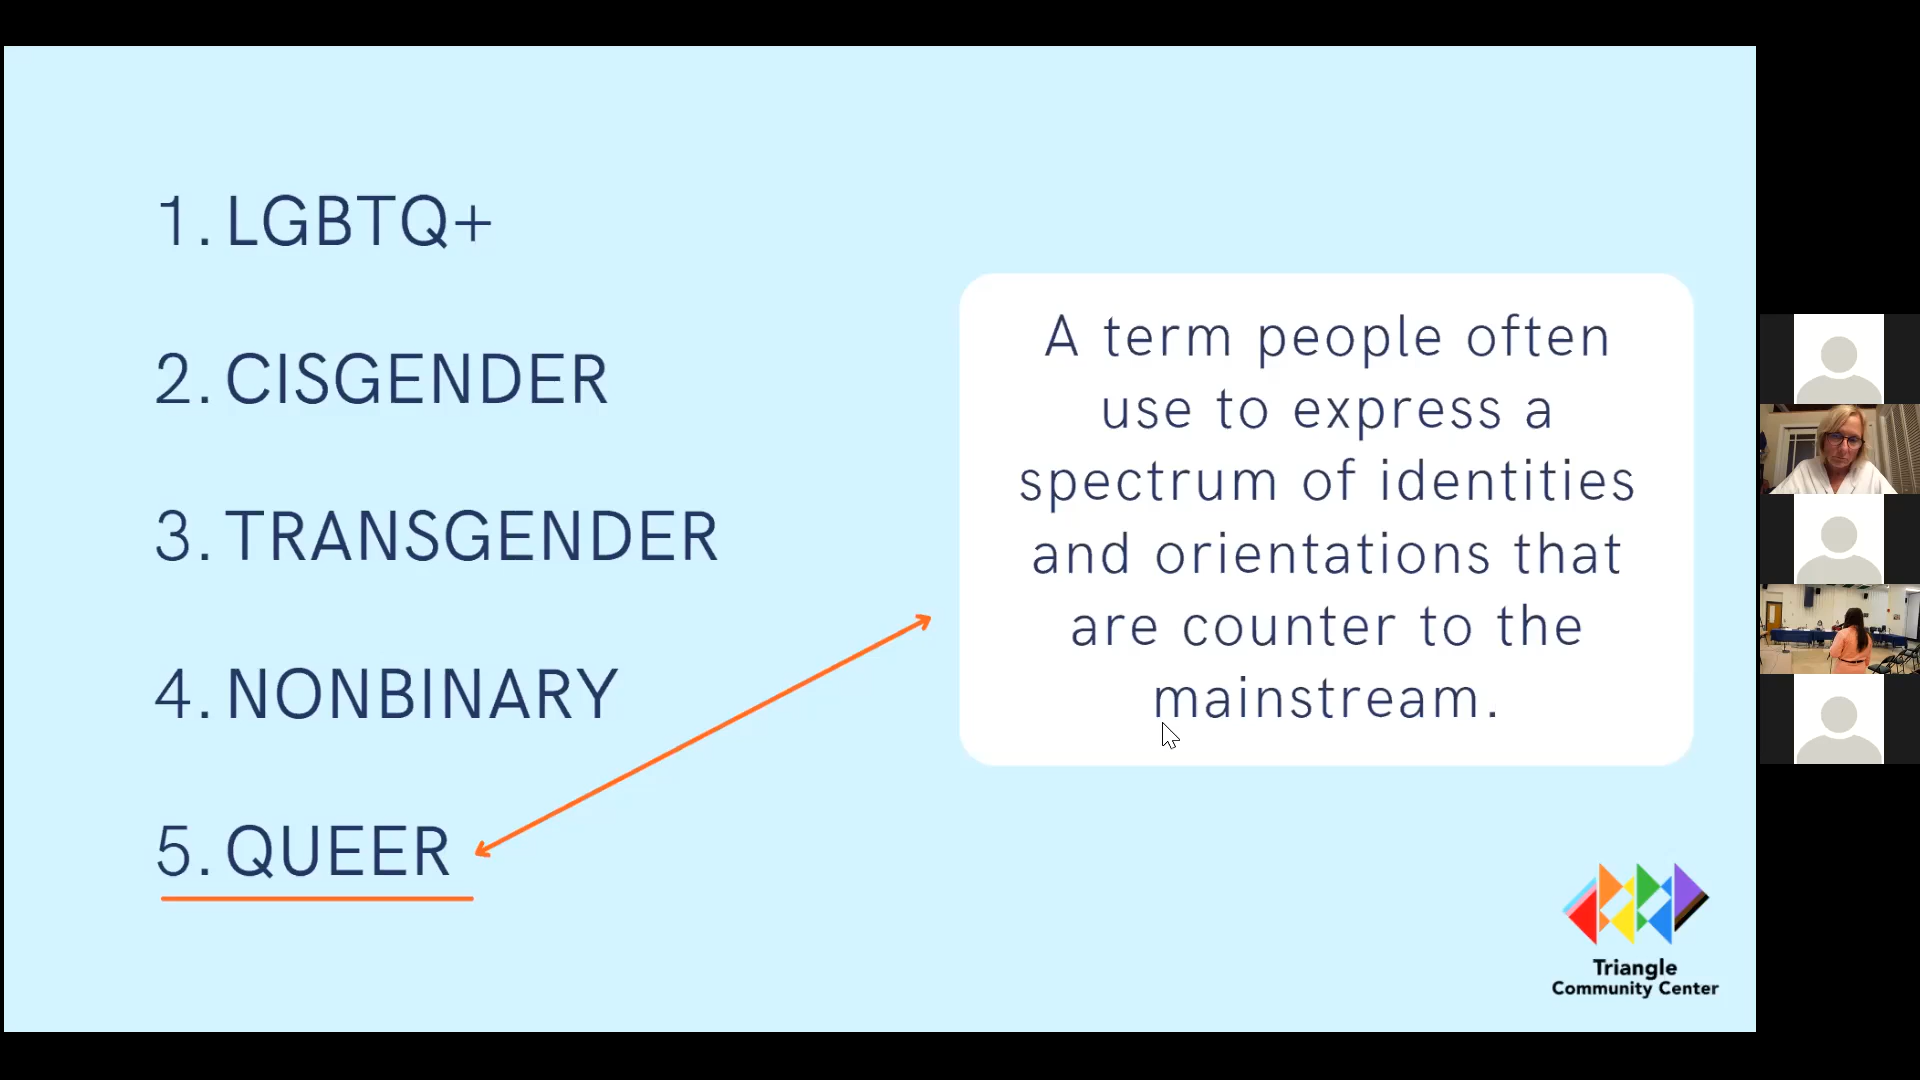 1. LGBTQ+
2. CISGENDER
3. TRANSGENDER
4. NONBINARY
5. QUEER
A term people often
use to express a
spectrum of identities
and orientations that
are counter to the
mainstream.
Triangle
Community Center